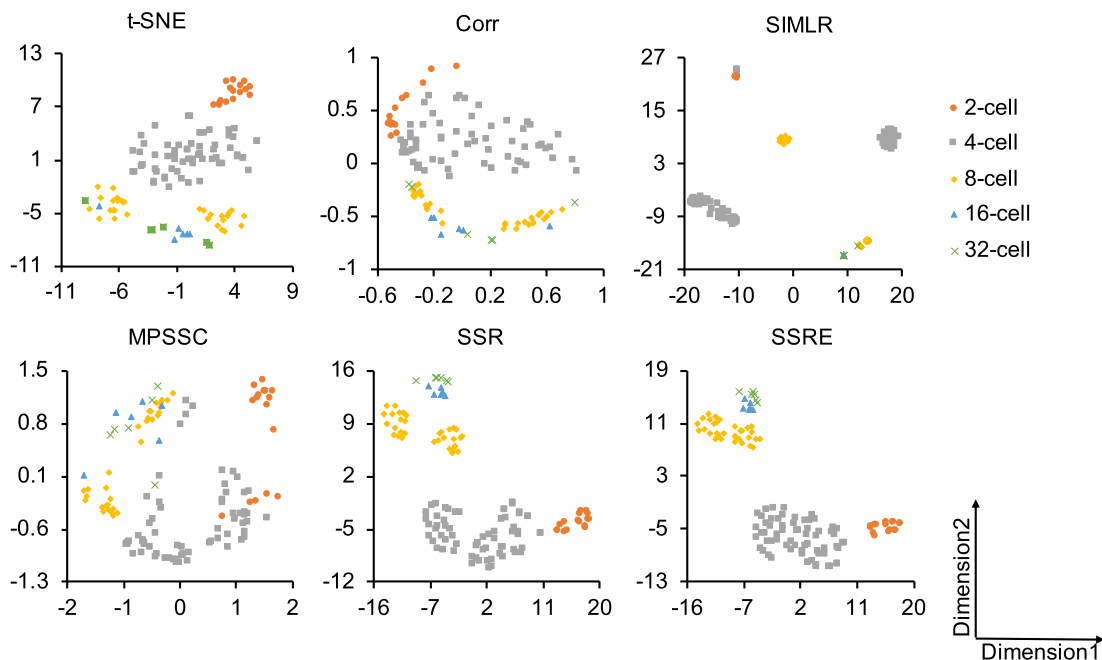 t-SNE
13
7
1
-5
-11
-11 -6 -1 4 9
Corr
1
0.5
0
-0.5
-1
-0.6 -0.2 0.2 0.6 1
SIMLR
27
15
3
-9
-21
-20 -10 0 10 20
2-cell
4-cell
8-cell
16-cell
32-cell
MPSSC
1.5
0.8
0.1
-0.6
-1.3
-2 -1 0 1 2
SSR
16
9
2
-5
-12
-16 -7 2 11 20
SSRE
19
11
3
-5
-13
-16 -7 2 11 20
Dimension2
Dimension1